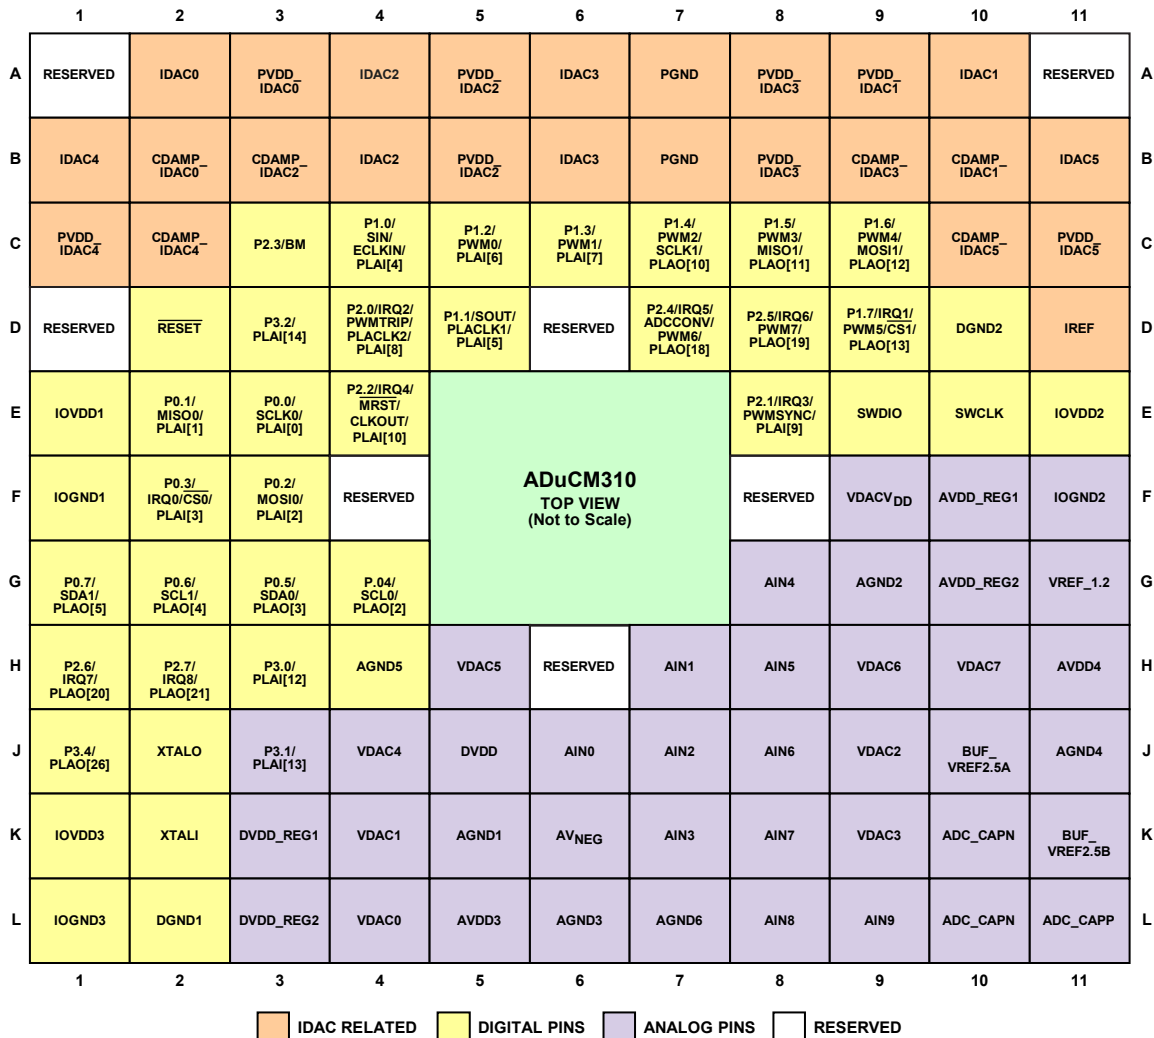 1 2 3 4 5 6 7 8 9 10 11
A RESERVED IDAC0 PVDD_IDAC0 IDAC2 PVDD_IDAC2 IDAC3 PGND PVDD_IDAC3 PVDD_IDAC1 IDAC1 RESERVED A
B IDAC4 CDAMP_IDAC0 CDAMP_IDAC2 IDAC2 PVDD_IDAC2 IDAC3 PGND PVDD_IDAC3 CDAMP_IDAC3 CDAMP_IDAC1 IDAC5 B
C PVDD_IDAC4 CDAMP_IDAC4 P2.3/BM P1.0/SIN/ECLKIN/PLAI[4] P1.2/PWM0/PLAI[6] P1.3/PWM1/PLAI[7] P1.4/PWM2/SCLK1/PLAO[10] P1.5/PWM3/MISO1/PLAO[11] P1.6/PWM4/MOSI1/PLAO[12] CDAMP_IDAC5 PVDD_IDAC5 C
D RESERVED RESET P3.2/PLAI[14] P2.0/IRQ2/PWMTRIP/PLACLK2/PLAI[8] P1.1/SOUT/PLACLK1/PLAI[5] RESERVED P2.4/IRQ5/ADCCONV/PWM6/PLAO[18] P2.5/IRQ6/PWM7/PLAO[19] P1.7/IRQ1/PWM5/CS1/PLAO[13] DGND2 IREF D
E IOVDD1 P0.1/MISO0/PLAI[1] P0.0/SCLK0/PLAI[0] P2.2/IRQ4/MRST/CLKOUT/PLAI[10] P2.1/IRQ3/PWMSYNC/PLAI[9] SWDIO SWCLK IOVDD2 E
ADuCM310
TOP VIEW
(Not to Scale)
F IOGND1 P0.3/IRQ0/CS0/PLAI[3] P0.2/MOSI0/PLAI[2] RESERVED RESERVED VDACVDD AVDD_REG1 IOGND2 F
G P0.7/SDA1/PLAO[5] P0.6/SCL1/PLAO[4] P0.5/SDA0/PLAO[3] P.04/SCL0/PLAO[2] AIN4 AGND2 AVDD_REG2 VREF_1.2 G
H P2.6/IRQ7/PLAO[20] P2.7/IRQ8/PLAO[21] P3.0/PLAI[12] AGND5 VDAC5 RESERVED AIN1 AIN5 VDAC6 VDAC7 AVDD4 H
J P3.4/PLAO[26] XTALO P3.1/PLAI[13] VDAC4 DVDD AIN0 AIN2 AIN6 VDAC2 BUF_VREF2.5A AGND4 J
K IOVDD3 XTALI DVDD_REG1 VDAC1 AGND1 AVNEG AIN3 AIN7 VDAC3 ADC_CAPN BUF_VREF2.5B K
L IOGND3 DGND1 DVDD_REG2 VDAC0 AVDD3 AGND3 AGND6 AIN8 AIN9 ADC_CAPN ADC_CAPP L
1 2 3 4 5 6 7 8 9 10 11
IDAC RELATED DIGITAL PINS ANALOG PINS RESERVED